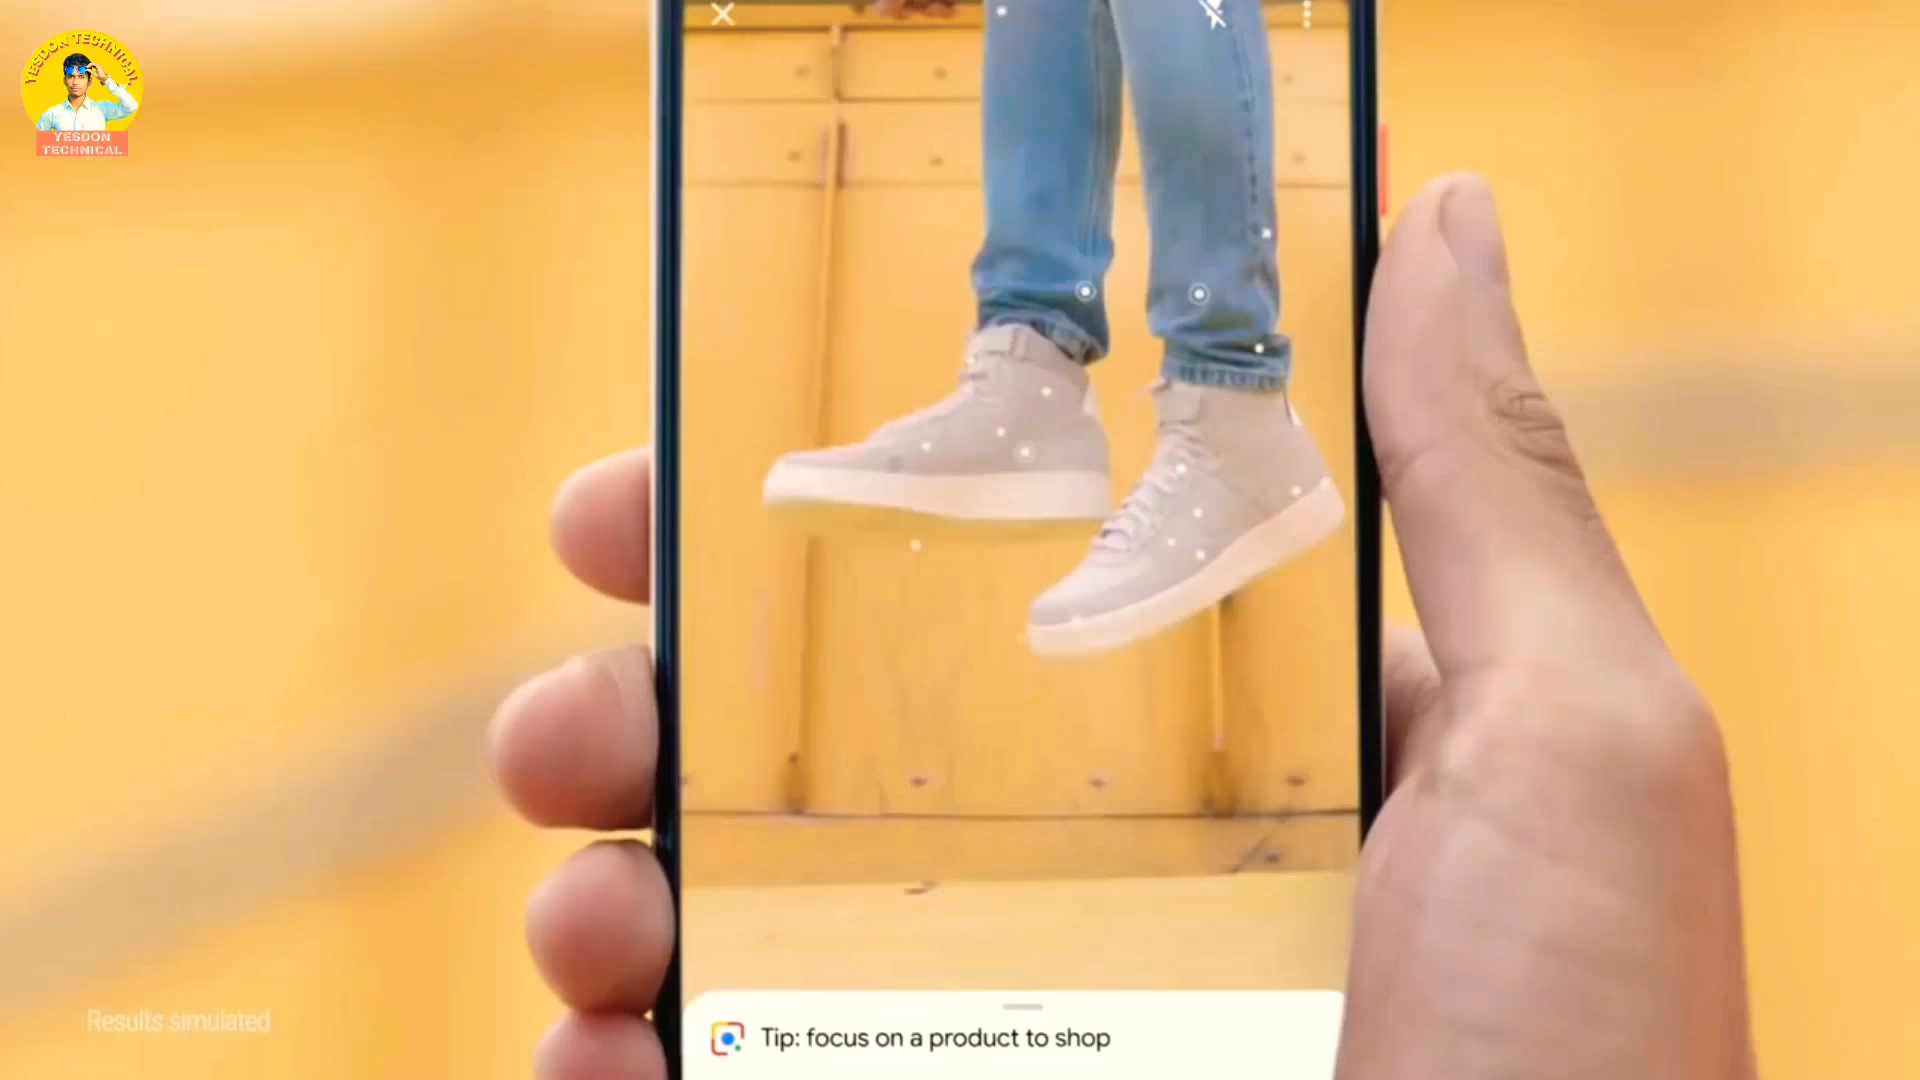 YESDON TECHNICAL
YESDON
TECHNICAL
Tip: focus on a product to shop
Results simulated